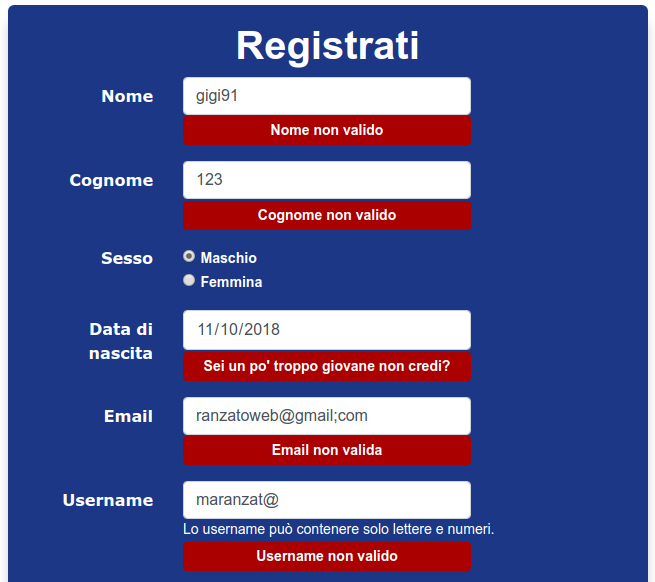 Registrati
Nome
gigi91
Nome non valido
Cognome
123
Cognome non valido
Sesso
Maschio
Femmina
Data di
nascita
11/10/2018
Sei un po' troppo giovane non credi?
Email
ranzatoweb@gmail;com
Email non valida
Username
maranzat@
Lo username può contenere solo lettere e numeri.
Username non valido